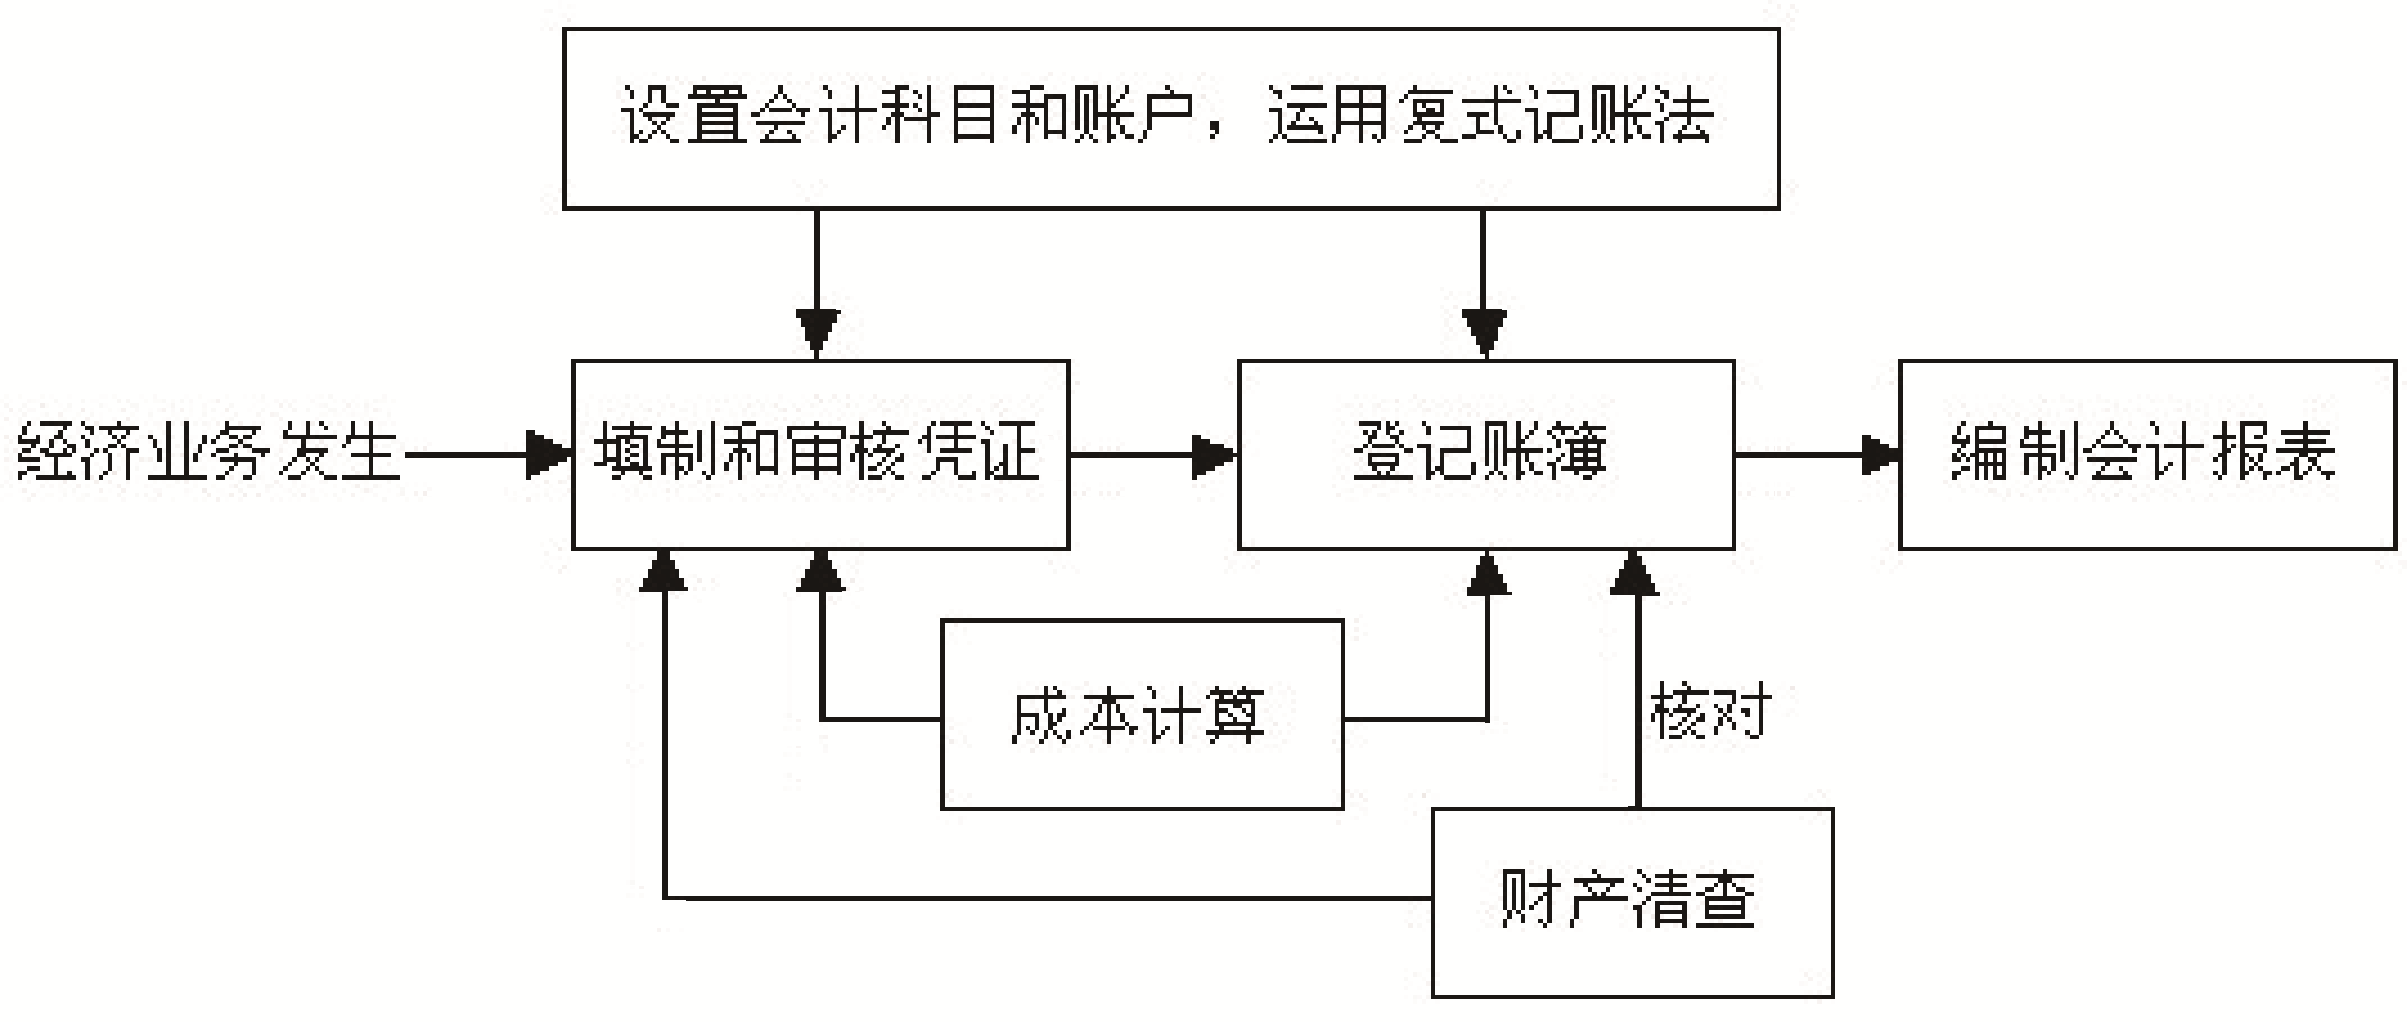 设置会计科目和账户，运用复式记账法
经济业务发生
填制和审核凭证
登记账簿
编制会计报表
成本计算
核对
财产清查